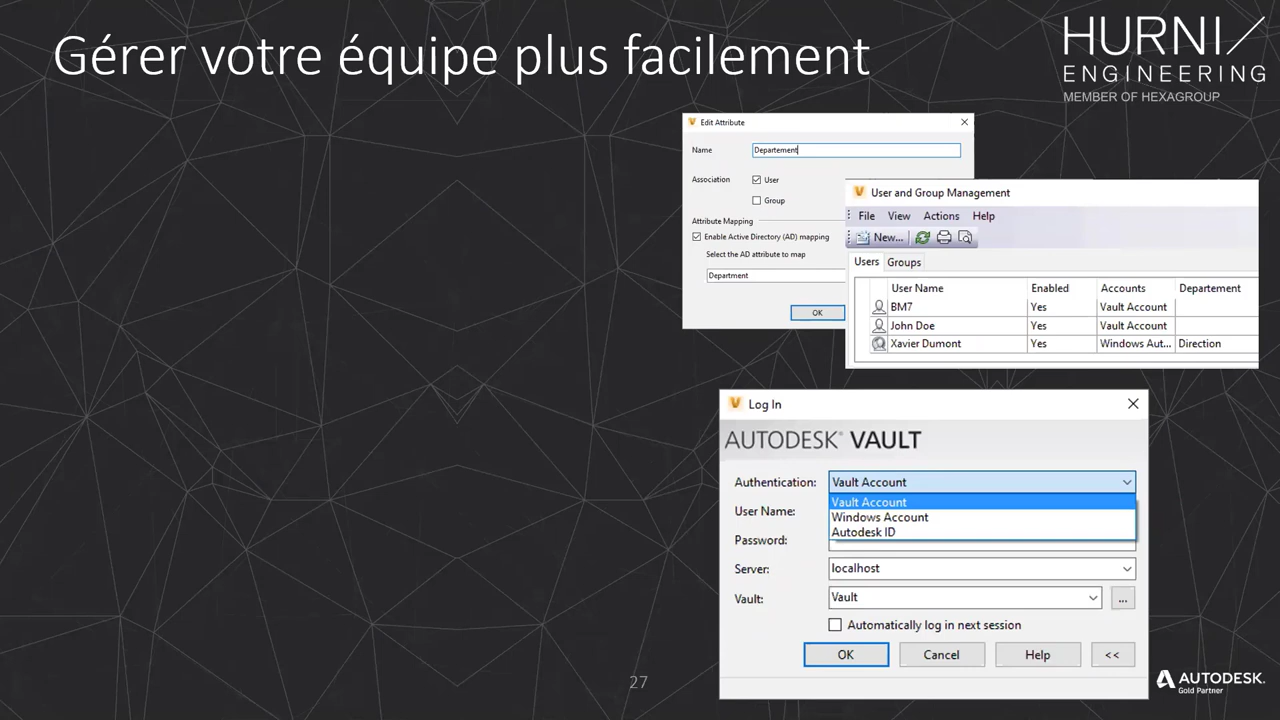 Gérer votre équipe plus facilement
HURNI
ENGINEERING
MEMBER OF HEXAGROUP
Edit Attribute
Name Departement
Association User
Group
Attribute Mapping
Enable Active Directory (AD) mapping
Select the AD attribute to map
Department
OK
User and Group Management
File View Actions Help
New...
Users Groups
User Name Enabled Accounts Departement
BM7 Yes Vault Account
John Doe Yes Vault Account
Xavier Dumont Yes Windows Aut... Direction
Log In
AUTODESK® VAULT
Authentication: Vault Account
Vault Account
User Name: Windows Account
Autodesk ID
Password:
Server: localhost
Vault: Vault ...
Automatically log in next session
OK Cancel Help <<
27
AUTODESK.
Gold Partner